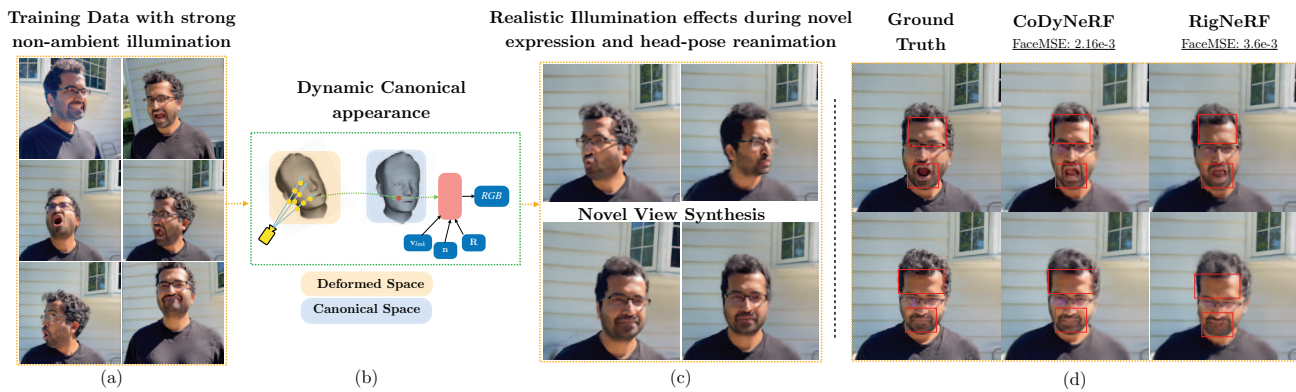 Training Data with strong
non-ambient illumination
(a)
Dynamic Canonical
appearance
RGB
v_land
n
R
Deformed Space
Canonical Space
(b)
Realistic Illumination effects during novel
expression and head-pose reanimation
Novel View Synthesis
(c)
Ground
Truth
CoDyNeRF
FaceMSE: 2.16e-3
RigNeRF
FaceMSE: 3.6e-3
(d)